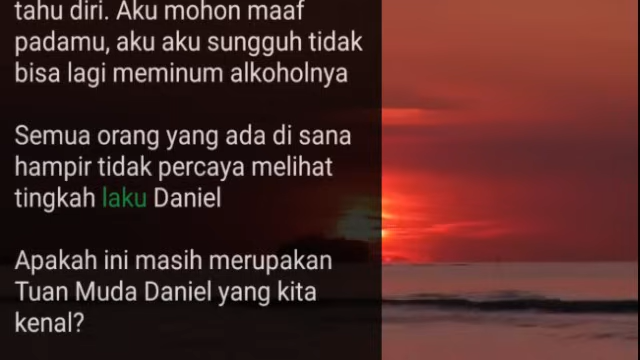 tahu diri. Aku mohon maaf
padamu, aku aku sungguh tidak
bisa lagi meminum alkoholnya
Semua orang yang ada di sana
hampir tidak percaya melihat
tingkah laku Daniel
Apakah ini masih merupakan
Tuan Muda Daniel yang kita
kenal?